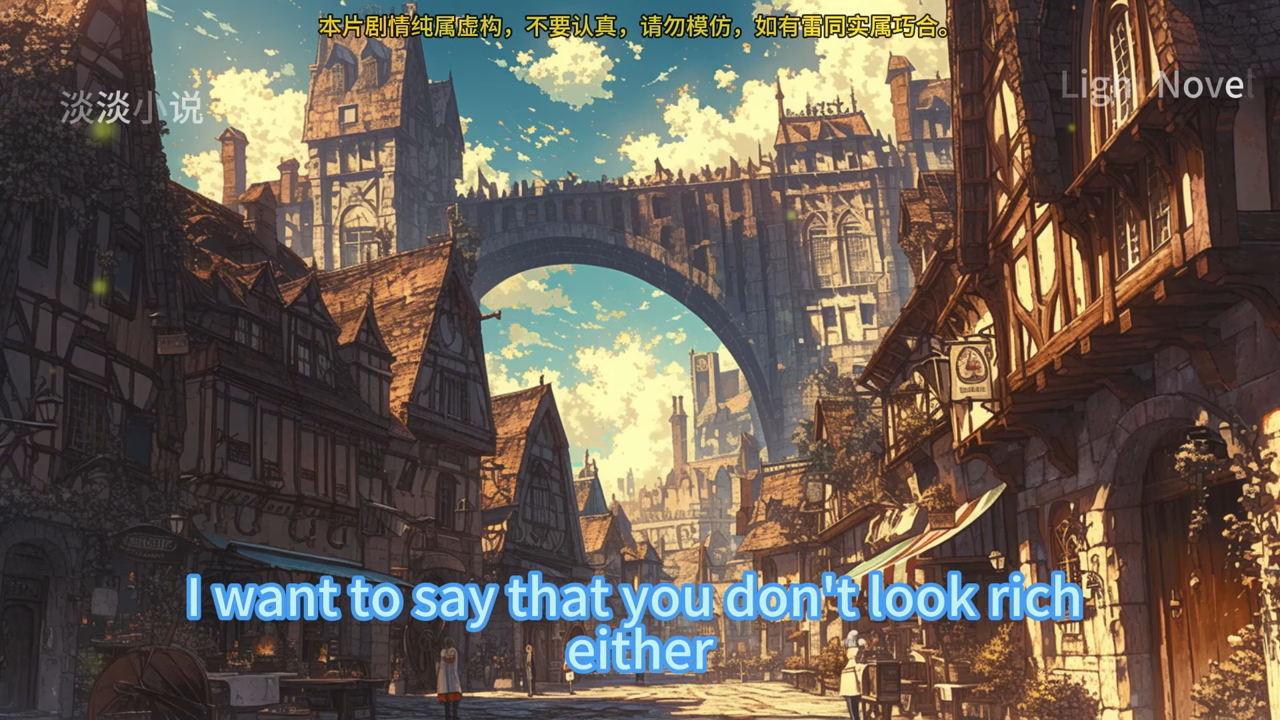 本片剧情纯属虚构，不要认真，请勿模仿，如有雷同实属巧合。
淡淡小说
Light Novel
I want to say that you don't look rich
either